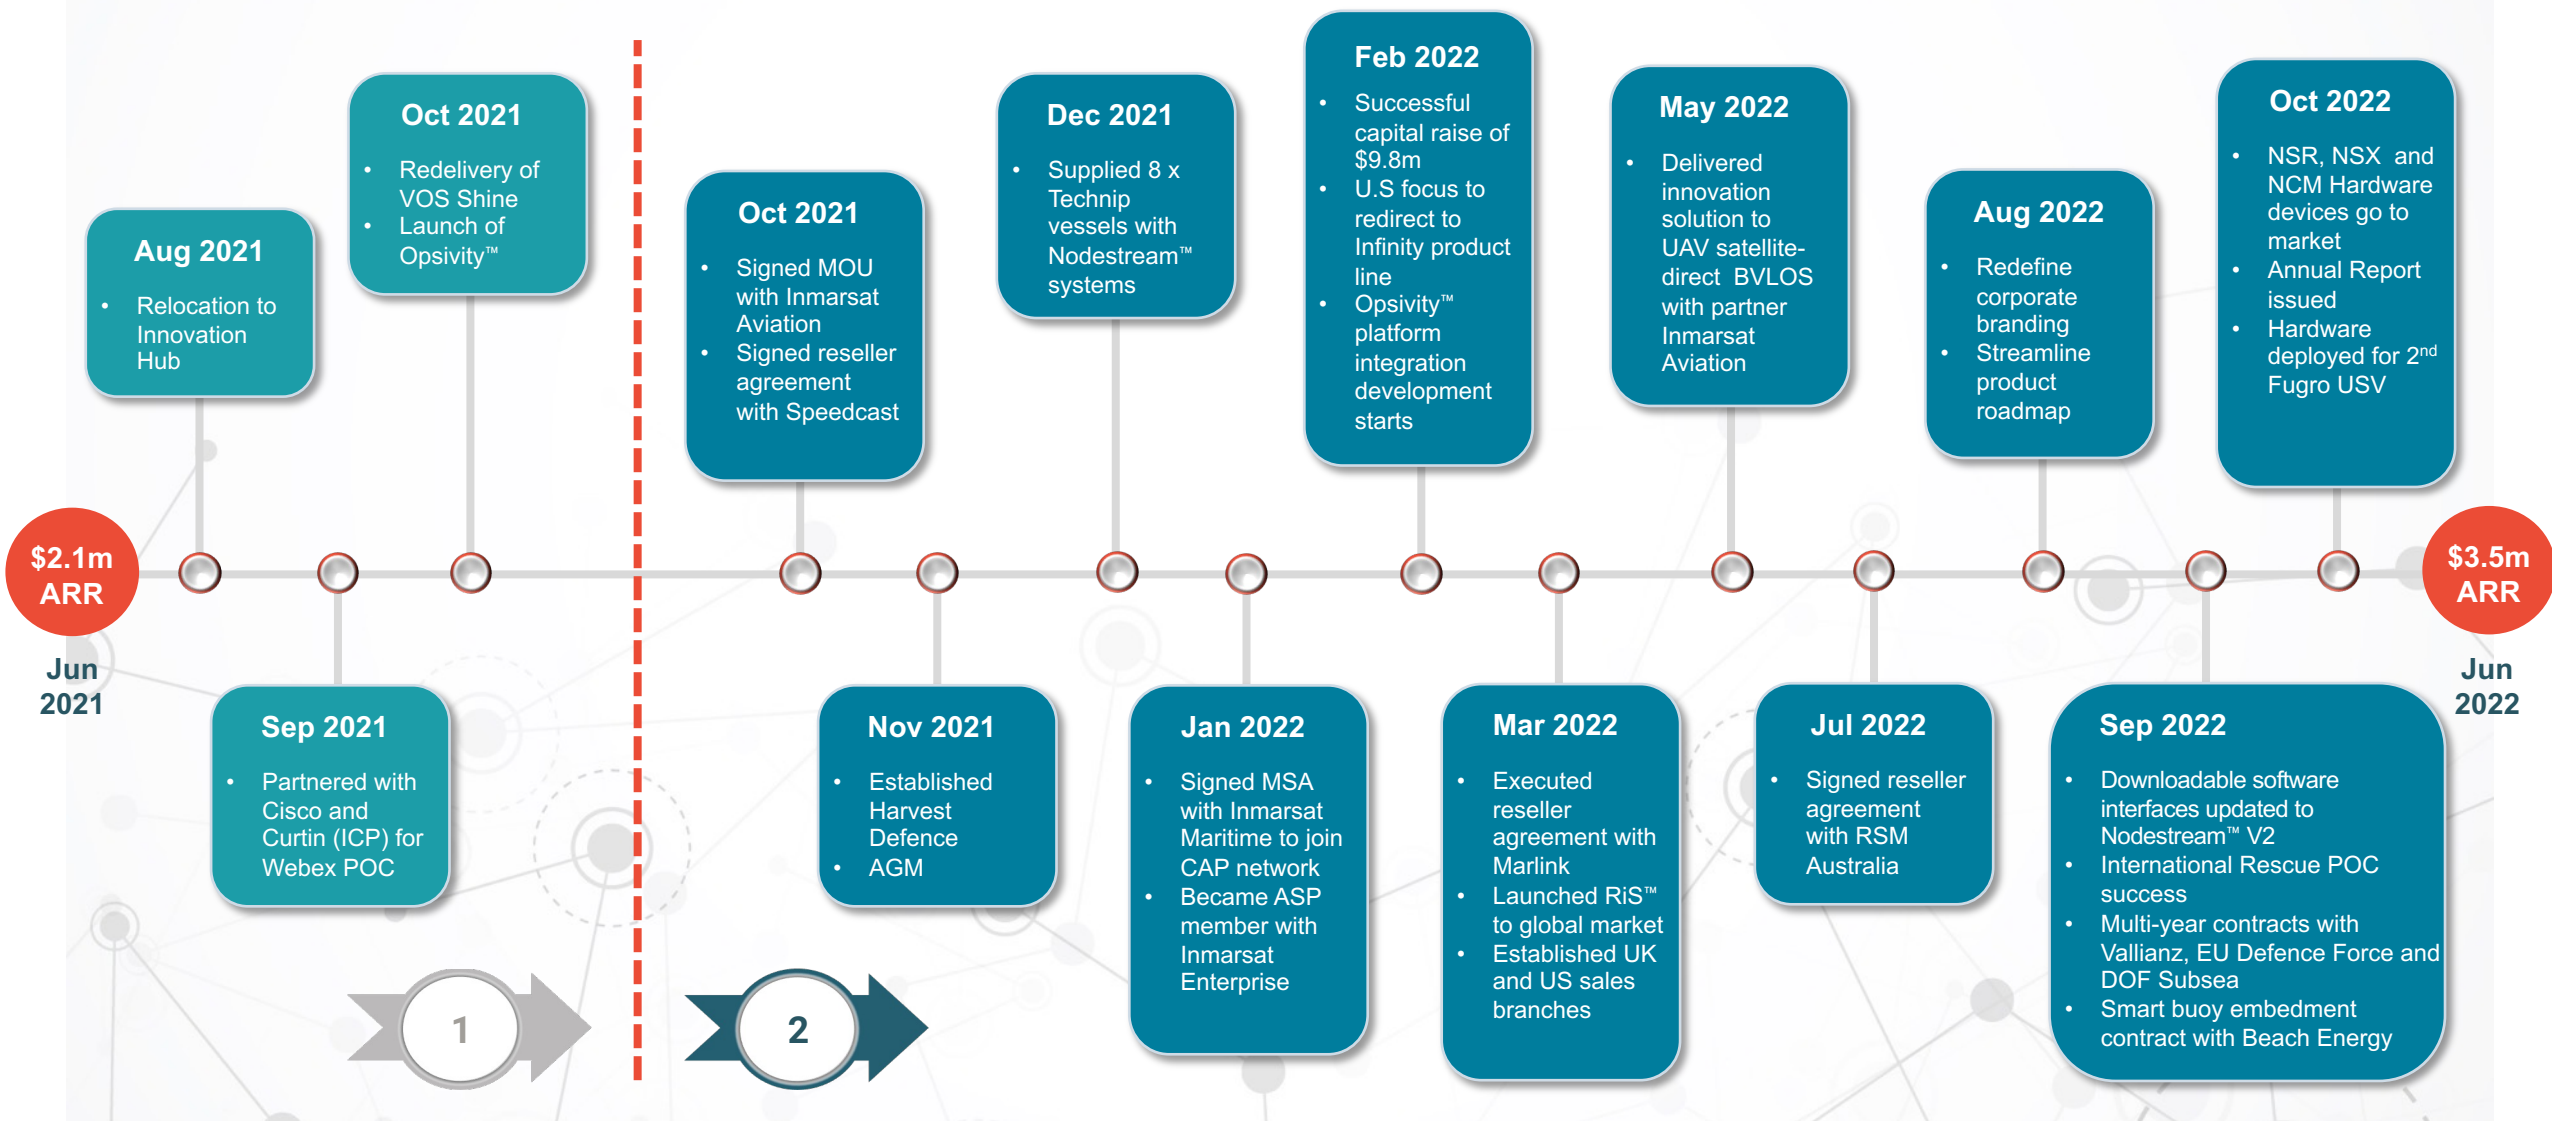 $2.1m
ARR
Jun
2021
Aug 2021
• Relocation to
Innovation
Hub
Sep 2021
• Partnered with
Cisco and
Curtin (ICP) for
Webex POC
Oct 2021
• Redelivery of
VOS Shine
• Launch of
Opsivity™
1
Oct 2021
• Signed MOU
with Inmarsat
Aviation
• Signed reseller
agreement
with Speedcast
2
Nov 2021
• Established
Harvest
Defence
• AGM
Dec 2021
• Supplied 8 x
Technip
vessels with
Nodestream™
systems
Jan 2022
• Signed MSA
with Inmarsat
Maritime to join
CAP network
• Became ASP
member with
Inmarsat
Enterprise
Feb 2022
• Successful
capital raise of
$9.8m
• U.S focus to
redirect to
Infinity product
line
• Opsivity™
platform
integration
development
starts
Mar 2022
• Executed
reseller
agreement with
Marlink
• Launched RiS™
to global market
• Established UK
and US sales
branches
May 2022
• Delivered
innovation
solution to
UAV satellite-
direct BVLOS
with partner
Inmarsat
Aviation
Jul 2022
• Signed reseller
agreement
with RSM
Australia
Aug 2022
• Redefine
corporate
branding
• Streamline
product
roadmap
Sep 2022
• Downloadable software
interfaces updated to
Nodestream™ V2
• International Rescue POC
success
• Multi-year contracts with
Vallianz, EU Defence Force and
DOF Subsea
• Smart buoy embedment
contract with Beach Energy
Oct 2022
• NSR, NSX and
NCM Hardware
devices go to
market
• Annual Report
issued
• Hardware
deployed for 2nd
Fugro USV
$3.5m
ARR
Jun
2022